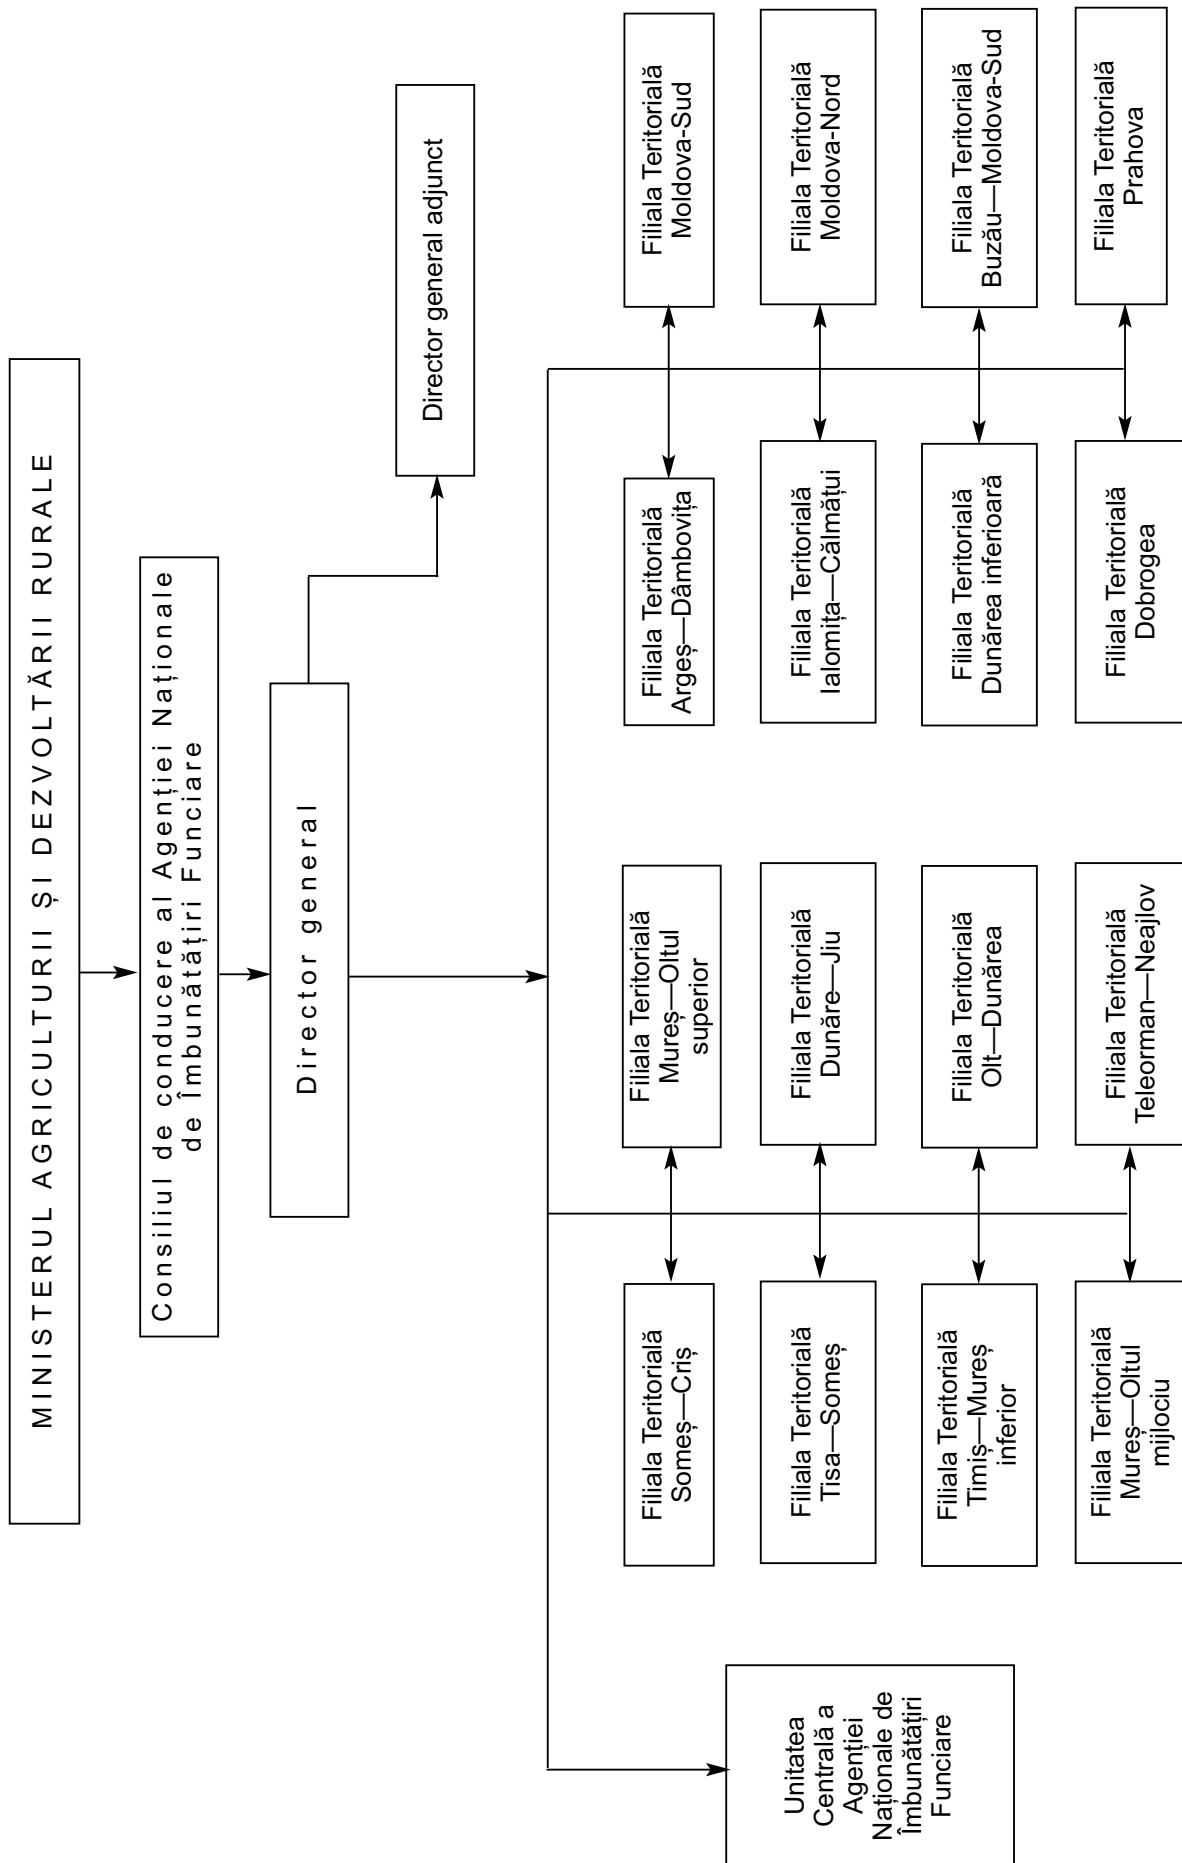 MINISTERUL AGRICULTURII ȘI DEZVOLTĂRII RURALE
Consiliul de conducere al Agenției Naționale
de Îmbunătățiri Funciare
Director general
Director general adjunct
Unitatea
Centrală a
Agenției
Naționale de
Îmbunătățiri
Funciare
Filiala Teritorială
Someș—Criș
Filiala Teritorială
Mureș—Oltul
superior
Filiala Teritorială
Argeș—Dâmbovița
Filiala Teritorială
Moldova-Sud
Filiala Teritorială
Tisa—Someș
Filiala Teritorială
Dunăre—Jiu
Filiala Teritorială
Ialomița—Călmățui
Filiala Teritorială
Moldova-Nord
Filiala Teritorială
Timiș—Mureș
inferior
Filiala Teritorială
Olt—Dunărea
Filiala Teritorială
Dunărea inferioară
Filiala Teritorială
Buzău—Moldova-Sud
Filiala Teritorială
Mureș—Oltul
mijlociu
Filiala Teritorială
Teleorman—Neajlov
Filiala Teritorială
Dobrogea
Filiala Teritorială
Prahova